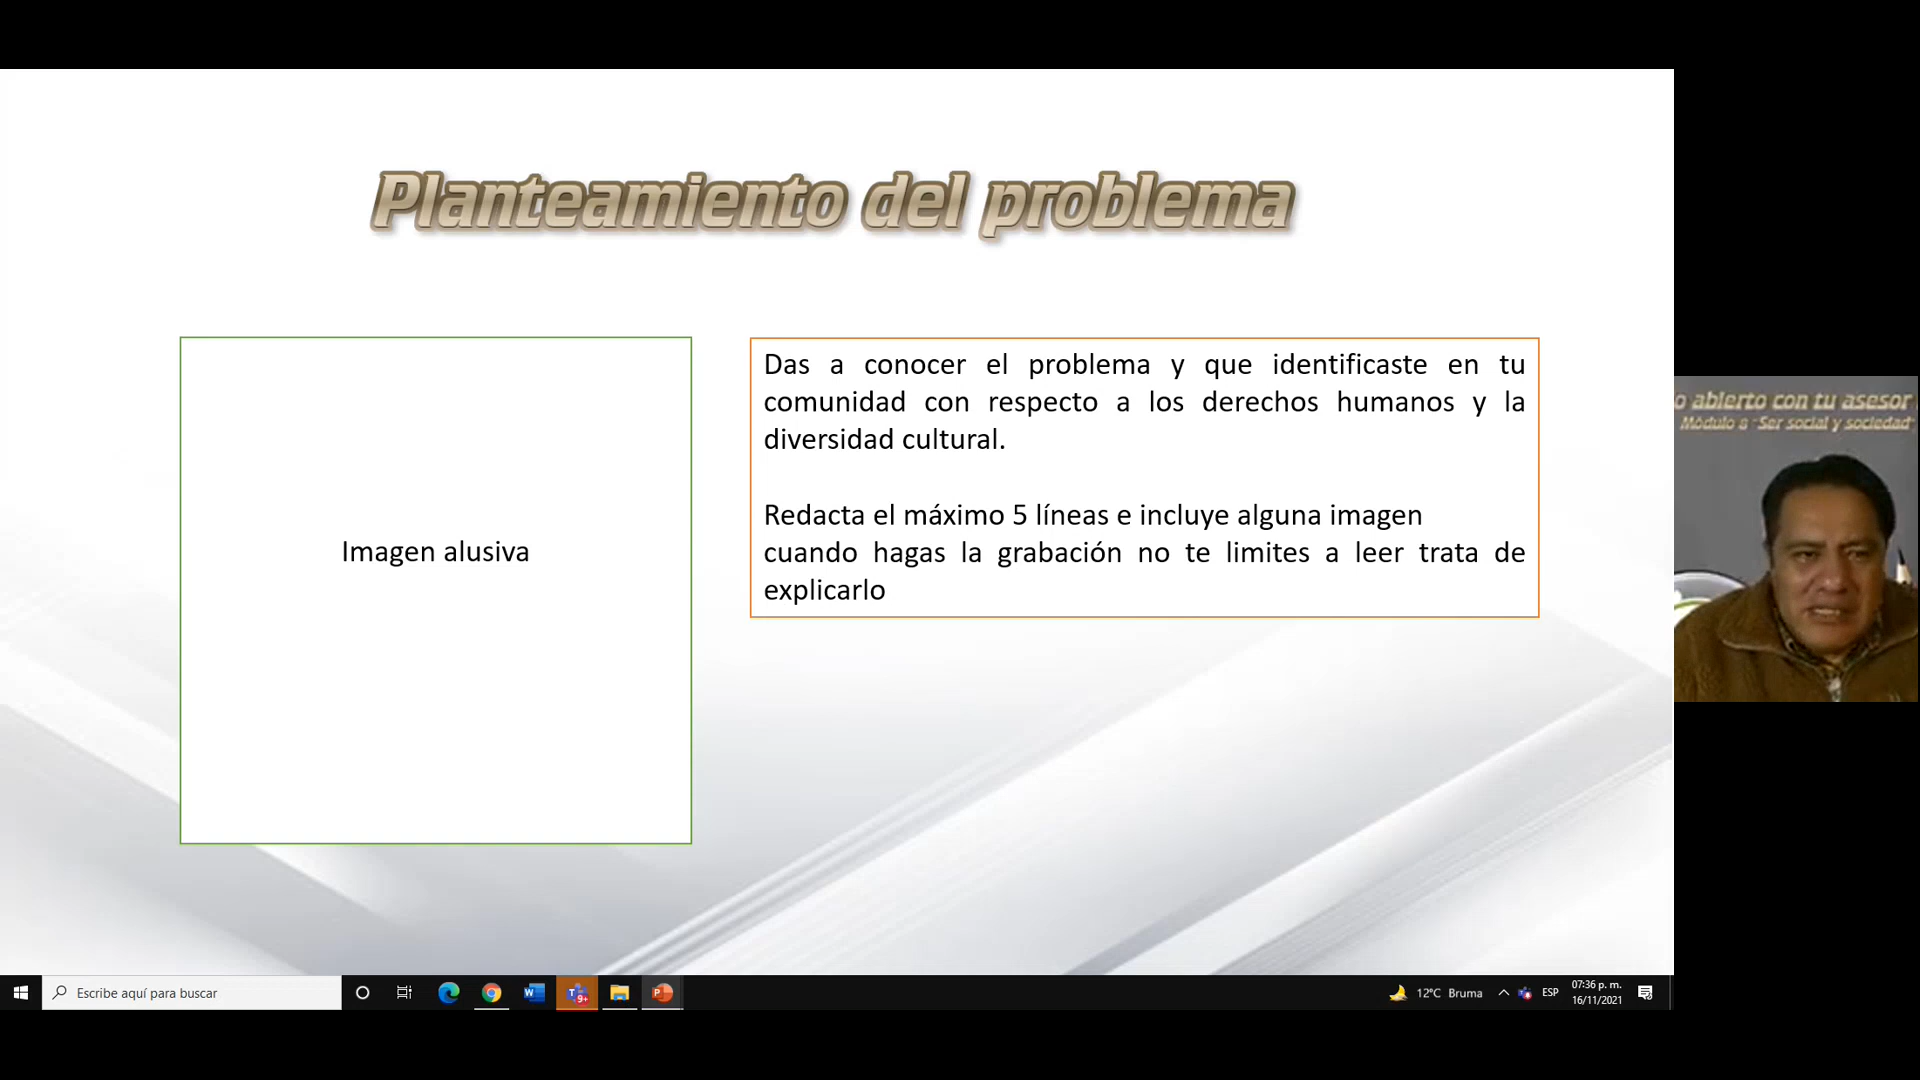 Planteamiento del problema
Imagen alusiva
Das a conocer el problema y que identificaste en tu
comunidad con respecto a los derechos humanos y la
diversidad cultural.
Redacta el máximo 5 líneas e incluye alguna imagen
cuando hagas la grabación no te limites a leer trata de
explicarlo
o abierto con tu asesor
Módulo 8 "Ser social y sociedad"
Escribe aquí para buscar
9+
12°C Bruma
ESP
07:36 p. m.
16/11/2021